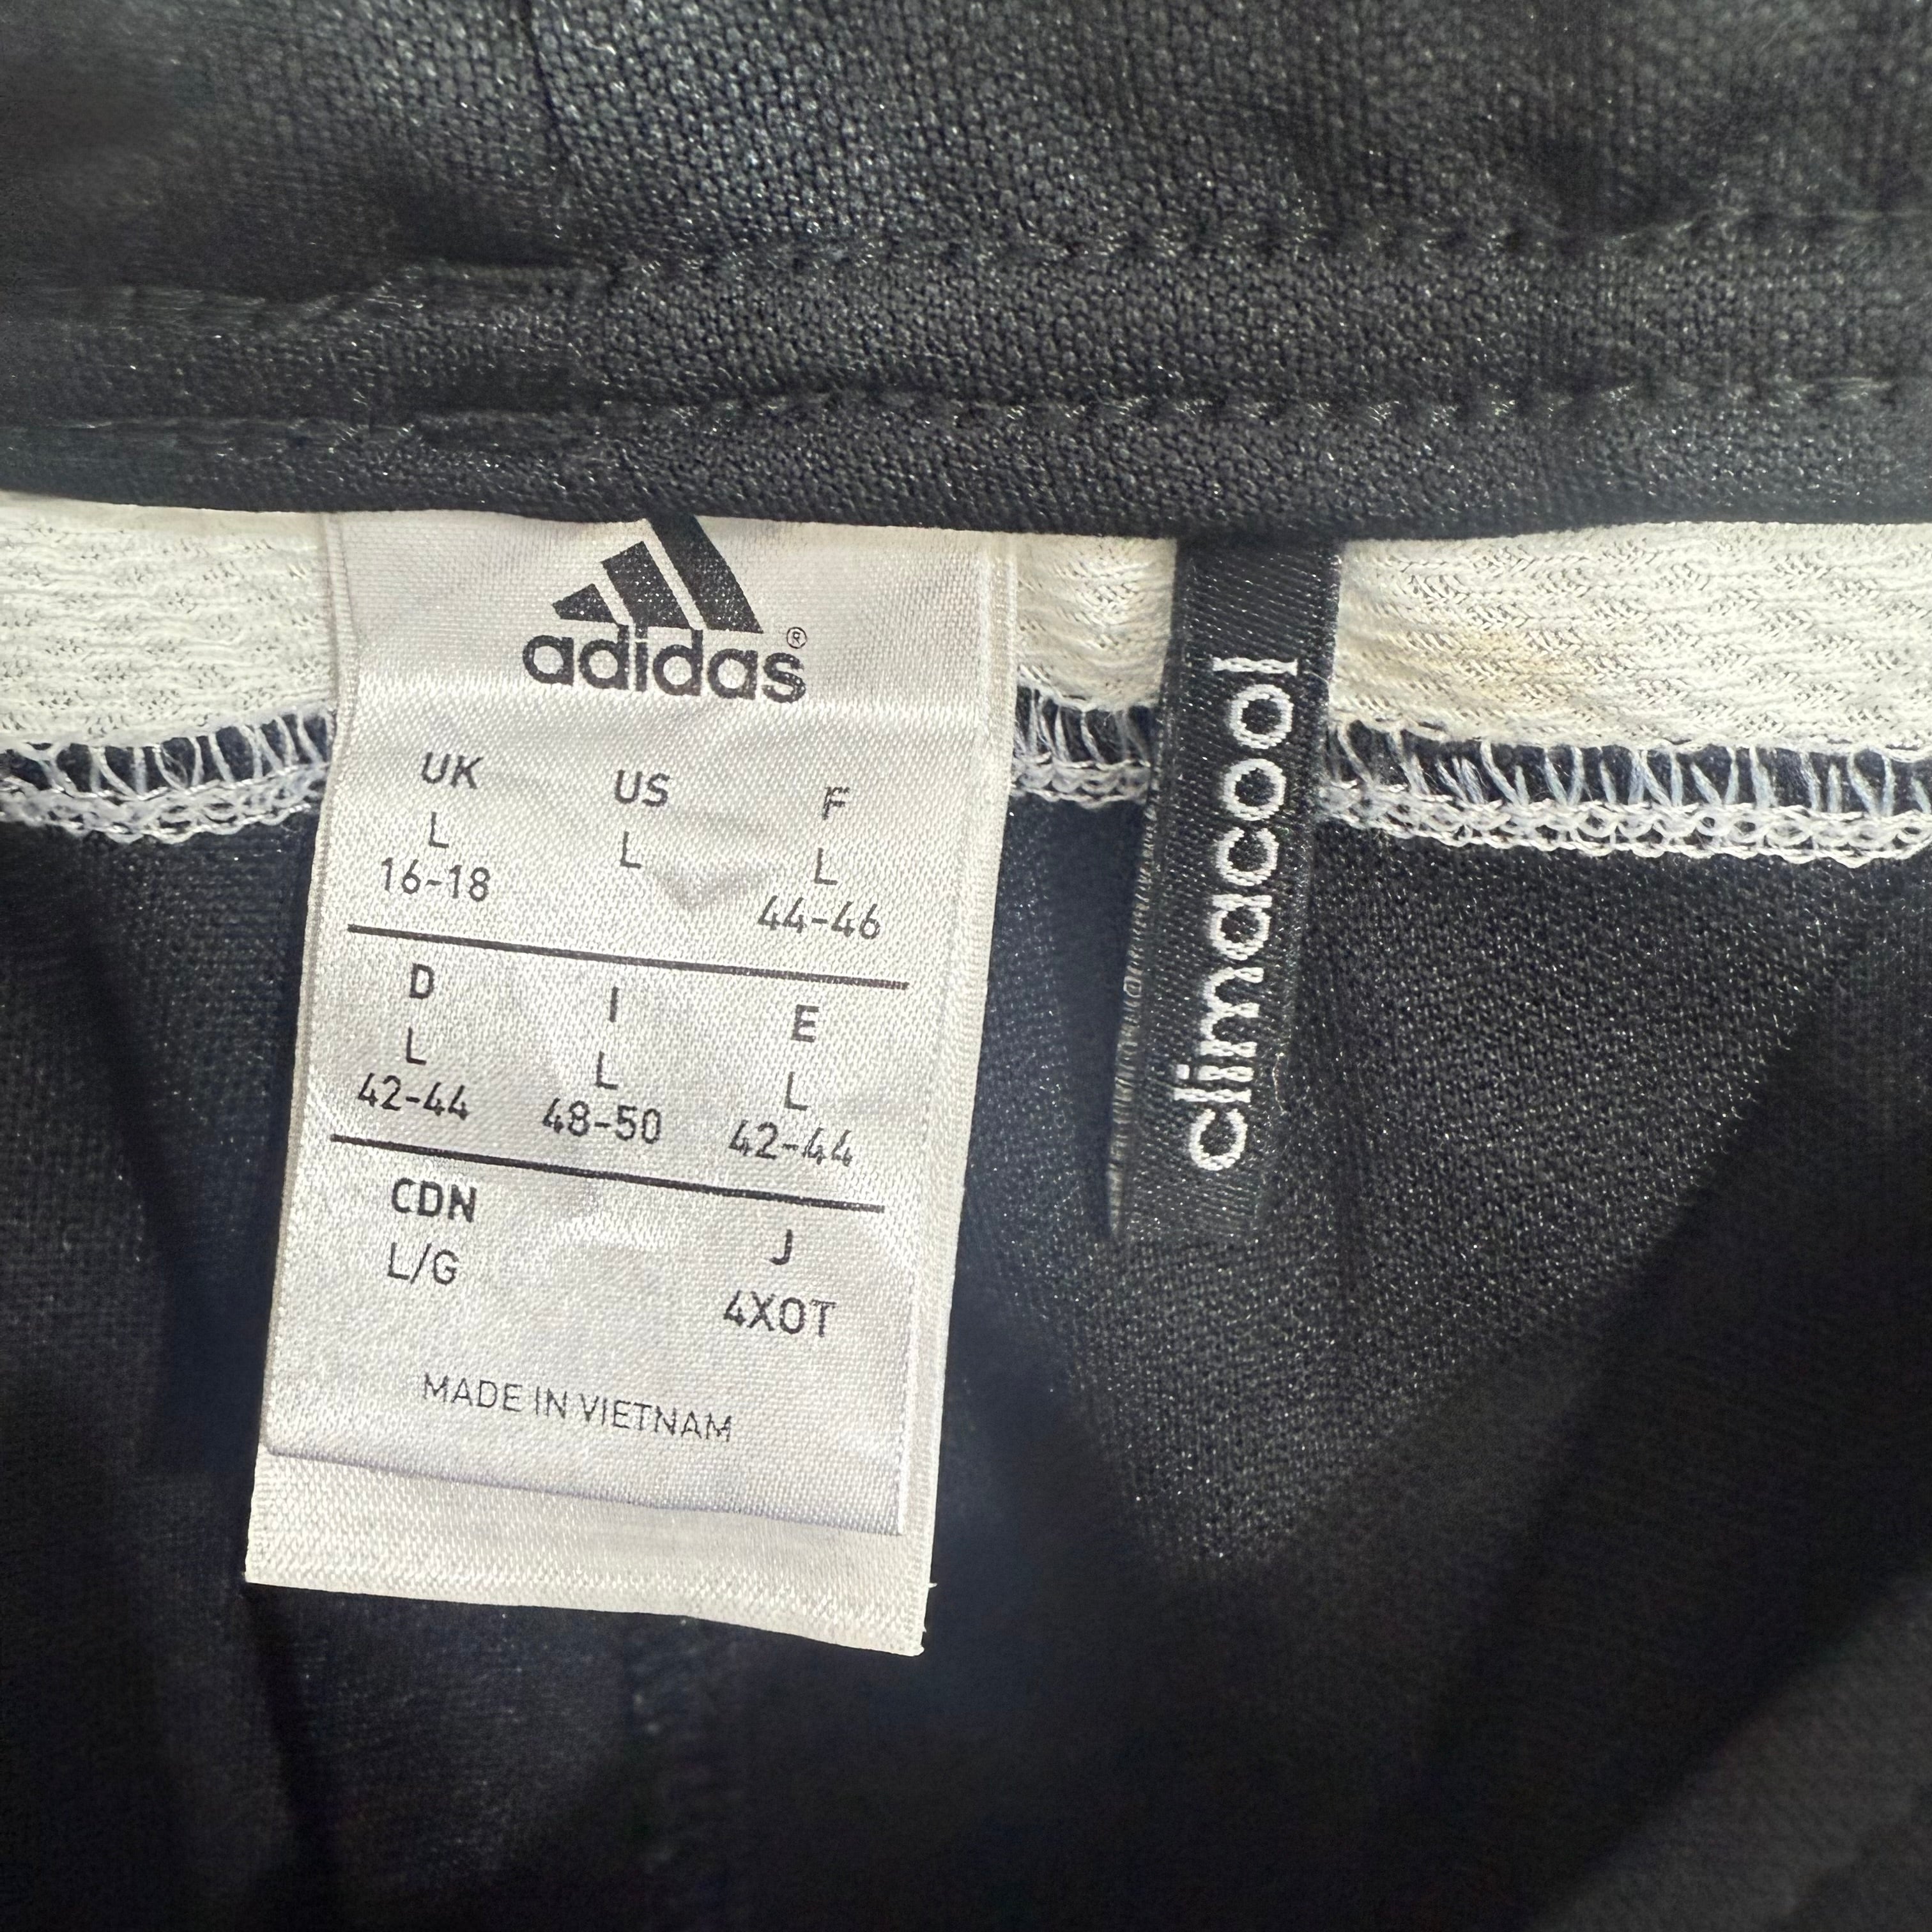 adidas®
UK US F
L L L
16-18 44-46
D I E
L L L
42-44 48-50 42-44
CDN J
L/G 4XOT
MADE IN VIETNAM
climacool